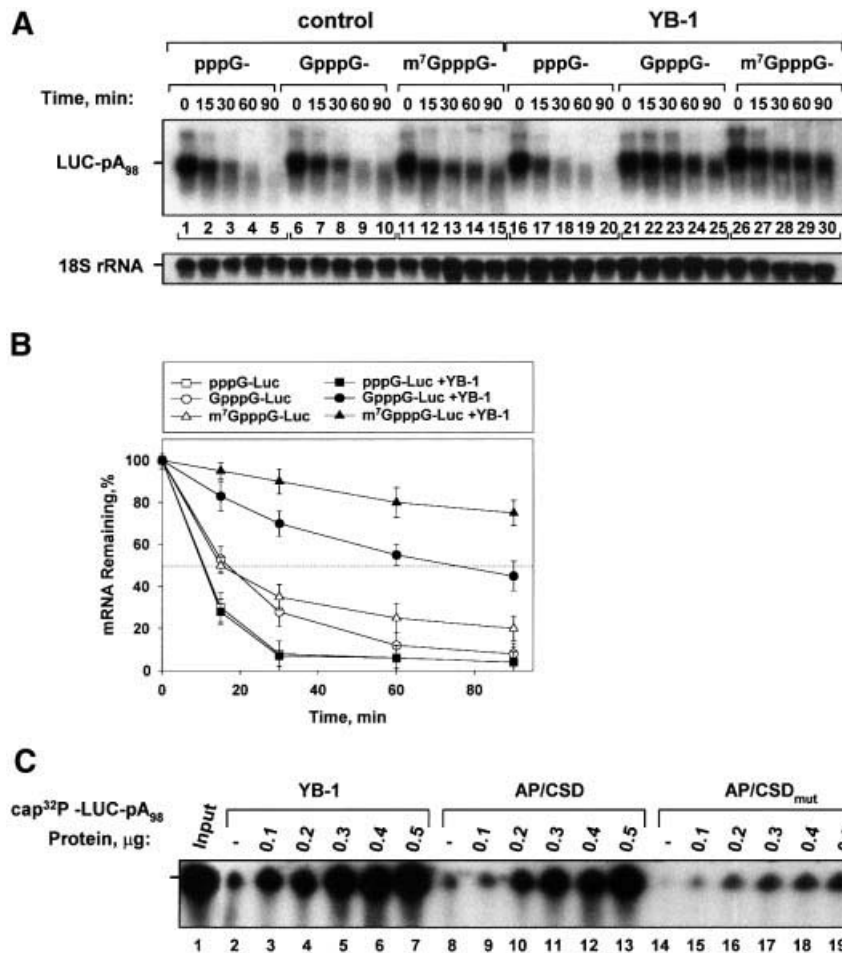 A
control YB-1
pppG- GpppG- m⁷GpppG- pppG- GpppG- m⁷GpppG-
Time, min: 0 15 30 60 90 0 15 30 60 90 0 15 30 60 90 0 15 30 60 90 0 15 30 60 90 0 15 30 60 90
LUC-pA₉₈
1 2 3 4 5 6 7 8 9 10 11 12 13 14 15 16 17 18 19 20 21 22 23 24 25 26 27 28 29 30
18S rRNA
B
pppG-Luc pppG-Luc +YB-1
GpppG-Luc GpppG-Luc +YB-1
m⁷GpppG-Luc m⁷GpppG-Luc +YB-1
100
80
60
40
20
0
mRNA Remaining,%
0 20 40 60 80
Time, min
C
YB-1 AP/CSD AP/CSDmut
cap³²P -LUC-pA₉₈
Protein, μg: Input - 0.1 0.2 0.3 0.4 0.5 - 0.1 0.2 0.3 0.4 0.5 - 0.1 0.2 0.3 0.4
1 2 3 4 5 6 7 8 9 10 11 12 13 14 15 16 17 18 19